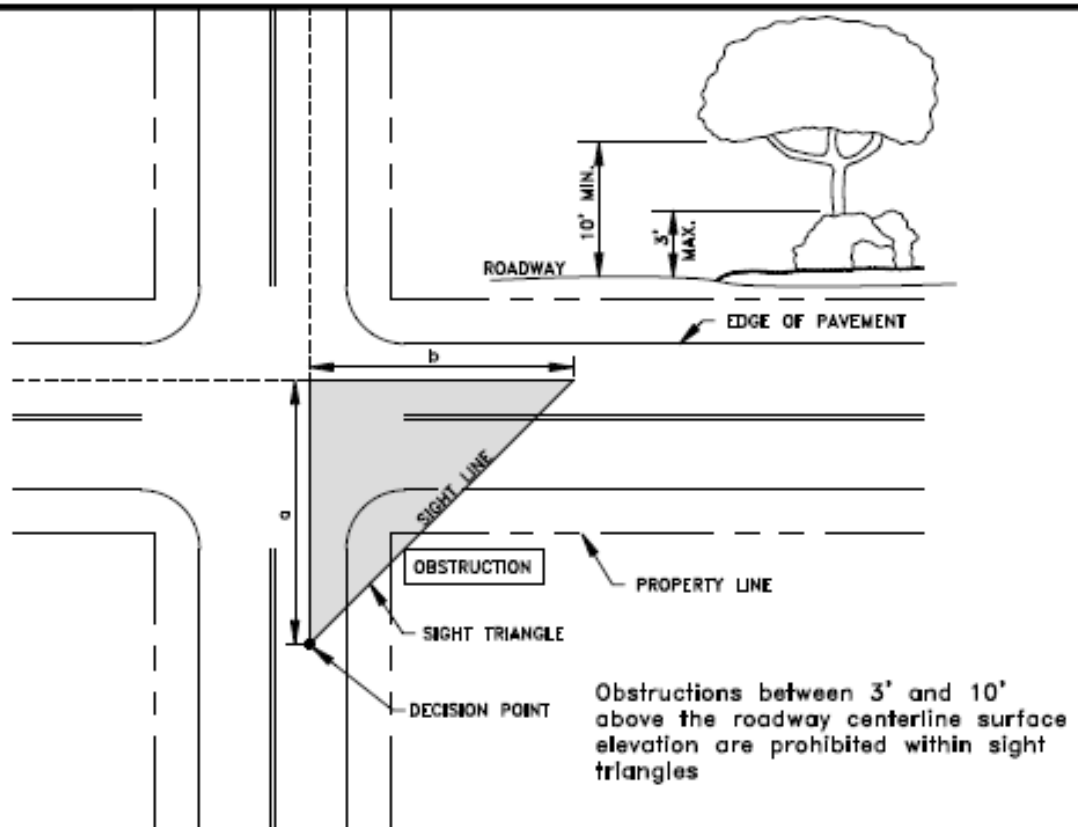 10' MIN.
3'
MAX.
ROADWAY
EDGE OF PAVEMENT
b
a
SIGHT LINE
OBSTRUCTION
PROPERTY LINE
SIGHT TRIANGLE
DECISION POINT
Obstructions between 3' and 10'
above the roadway centerline surface
elevation are prohibited within sight
triangles